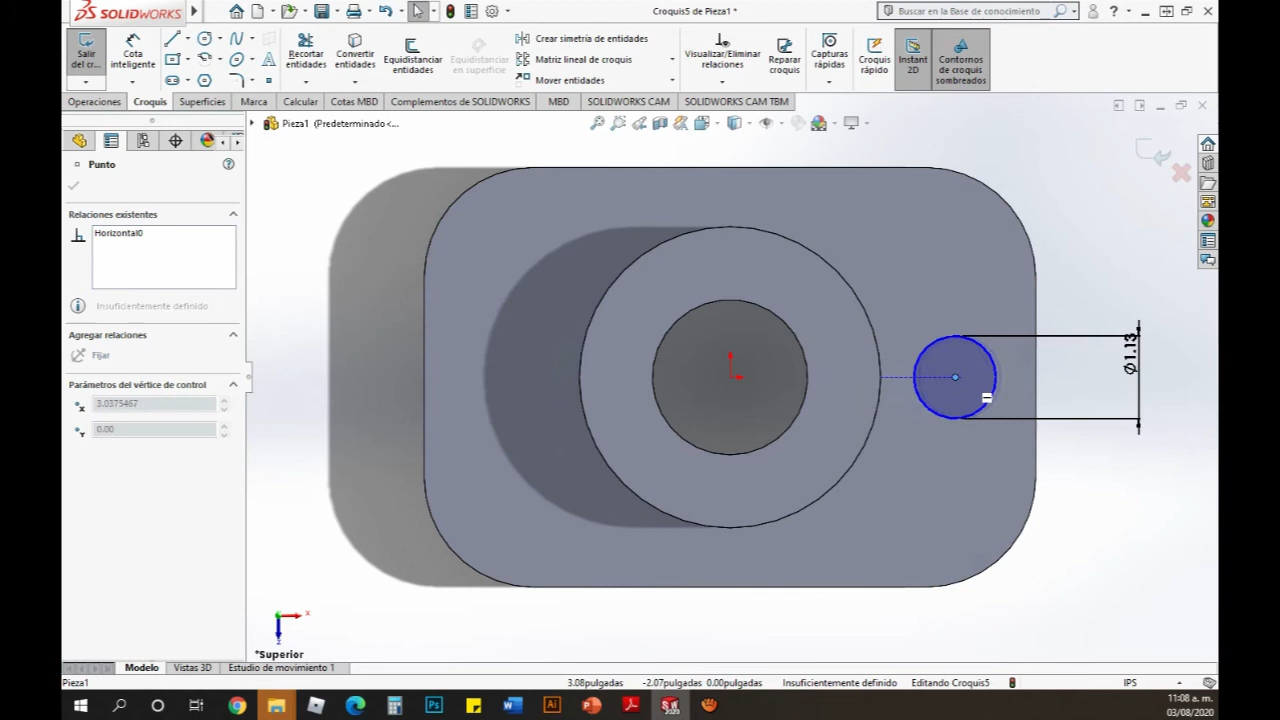 SOLIDWORKS
Croquis5 de Pieza1 *
Buscar en la Base de conocimiento
Salir del cr...
Cota inteligente
Recortar entidades
Convertir entidades
Equidistanciar entidades
Equidistanciar en superficie
Crear simetría de entidades
Matriz lineal de croquis
Mover entidades
Visualizar/Eliminar relaciones
Reparar croquis
Capturas rápidas
Croquis rápido
Instant 2D
Contornos de croquis sombreados
Operaciones
Croquis
Superficies
Marca
Calcular
Cotas MBD
Complementos de SOLIDWORKS
MBD
SOLIDWORKS CAM
SOLIDWORKS CAM TBM
Pieza1 (Predeterminado <...
Punto
Relaciones existentes
Horizontal0
Insuficientemente definido
Agregar relaciones
Fijar
Parámetros del vértice de control
3.0375467
0.00
Ø1.13
*Superior
Modelo
Vistas 3D
Estudio de movimiento 1
Pieza1
3.08pulgadas
-2.07pulgadas
0.00pulgadas
Insuficientemente definido
Editando Croquis5
IPS
11:08 a. m.
03/08/2020